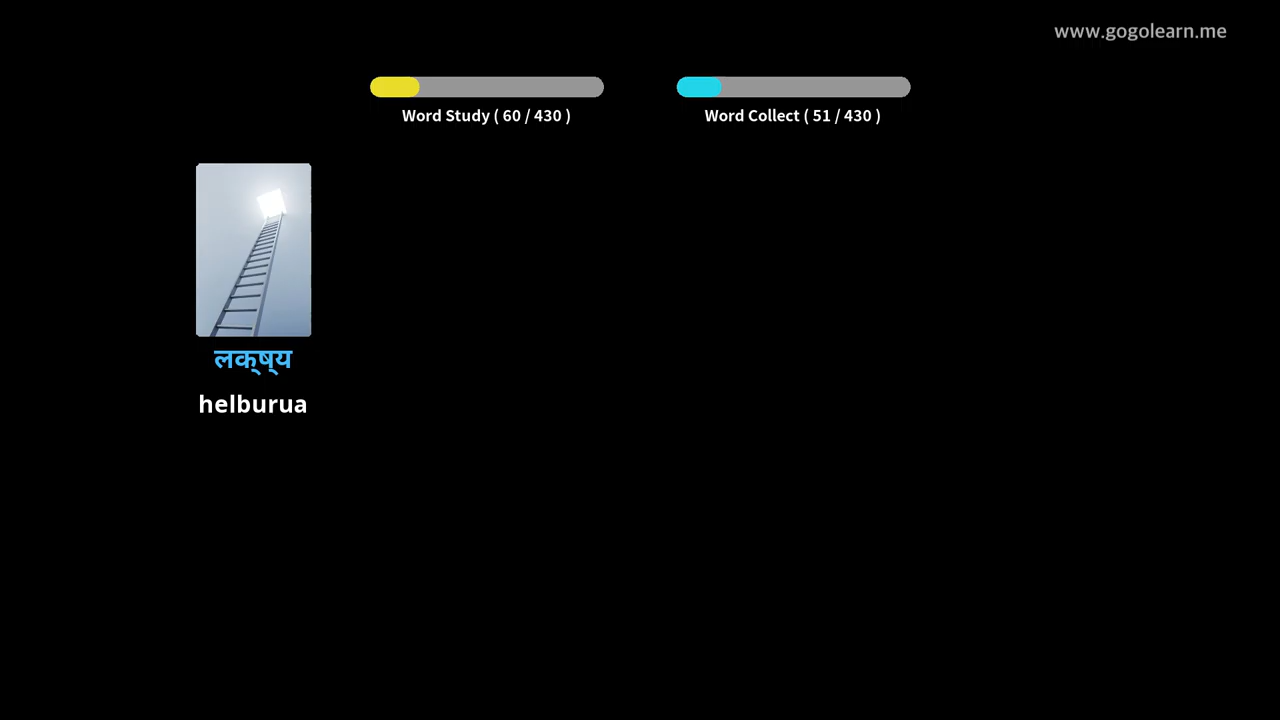 www.gogolearn.me
Word Study ( 60 / 430 )
Word Collect ( 51 / 430 )
लक्ष्य
helburua